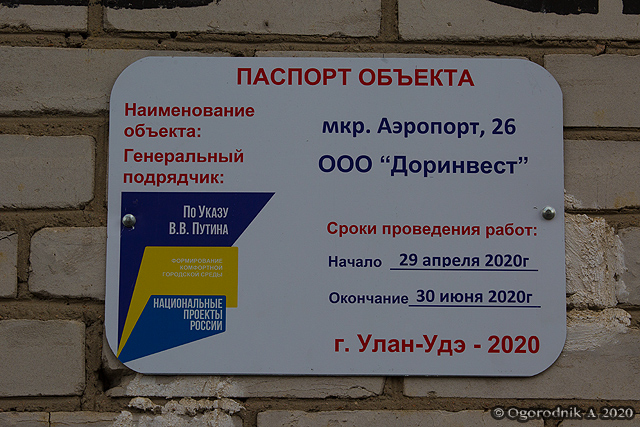 ПАСПОРТ ОБЪЕКТА
Наименование
объекта:
мкр. Аэропорт, 26
Генеральный
подрядчик:
ООО “Доринвест”
По Указу
В.В. Путина
ФОРМИРОВАНИЕ
КОМФОРТНОЙ
ГОРОДСКОЙ СРЕДЫ
НАЦИОНАЛЬНЫЕ
ПРОЕКТЫ
РОССИИ
Сроки проведения работ:
Начало 29 апреля 2020г
Окончание 30 июня 2020г
г. Улан-Удэ - 2020
© Ogorodnik-A-2020